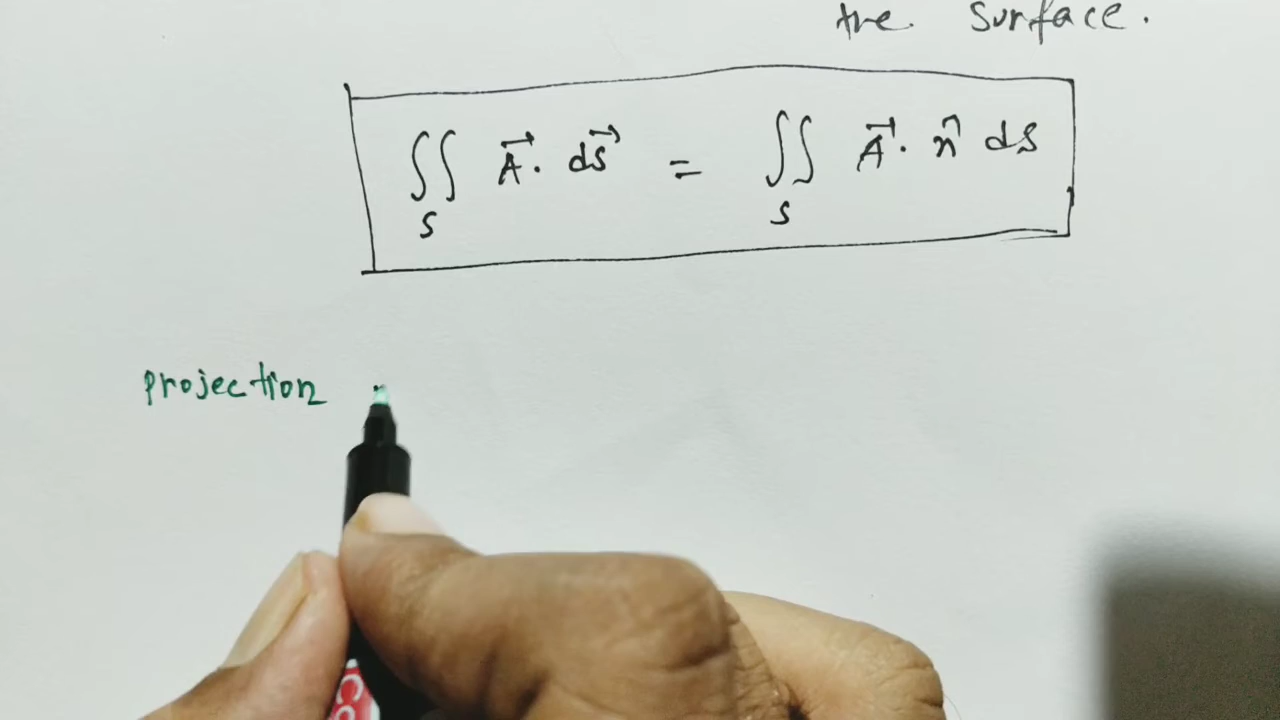 the surface.
∬_S A⃗ · dS⃗ = ∬_S A⃗ · n̂ dS
projection